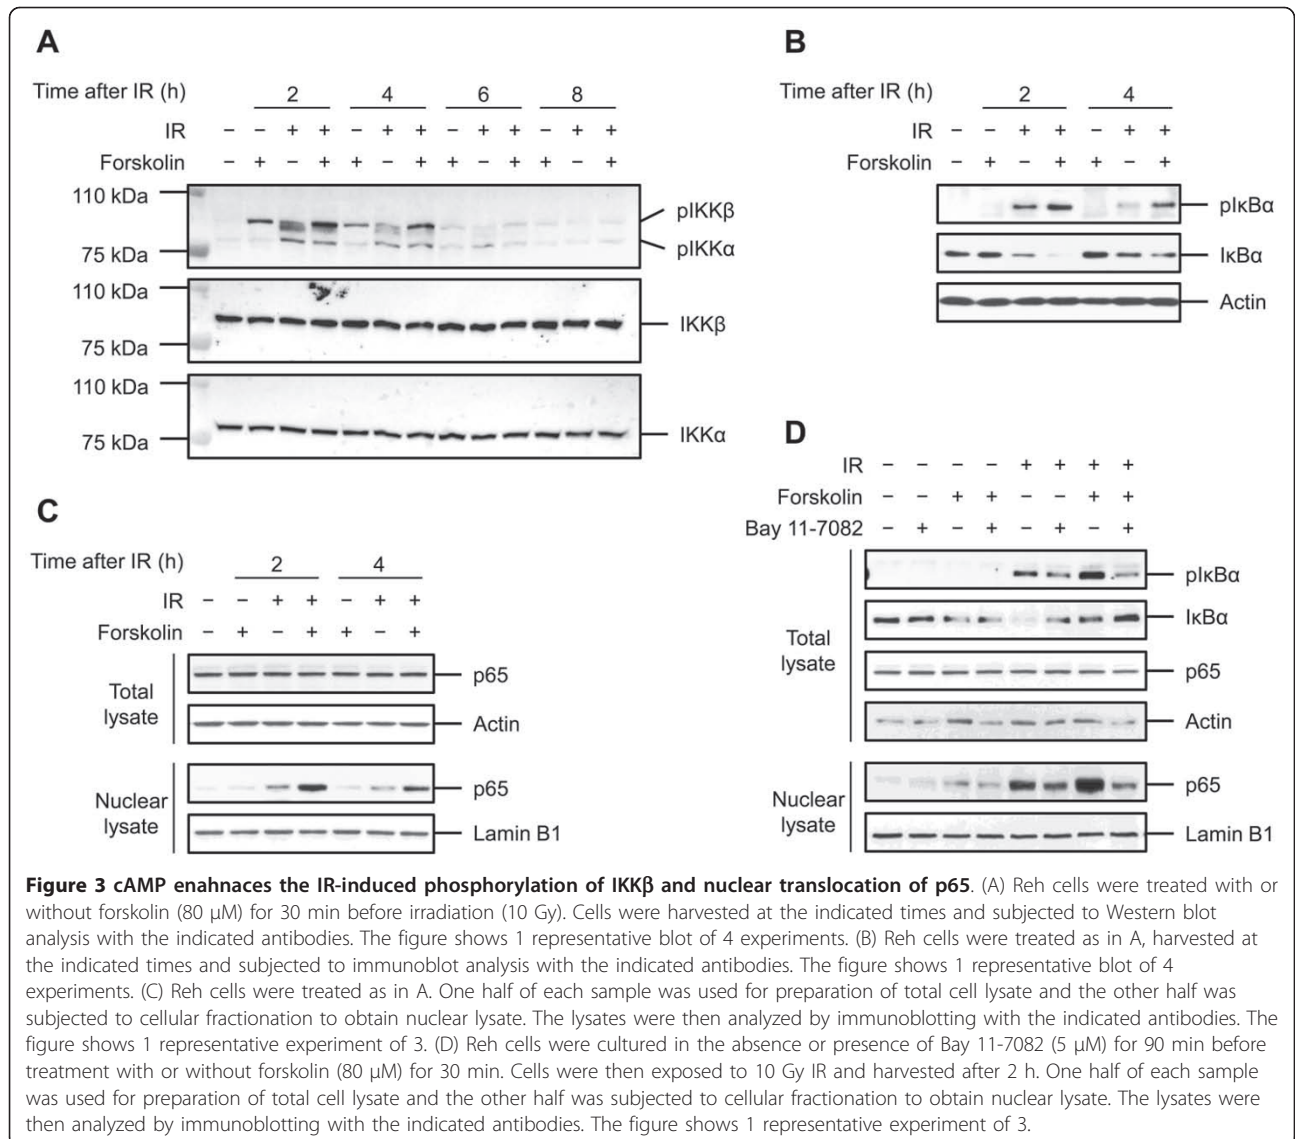 A
Time after IR (h) 2 4 6 8
IR − − + + − + + − + + − + +
Forskolin − + − + + − + + − + + − +
110 kDa
pIKKβ
pIKKα
75 kDa
110 kDa
IKKβ
75 kDa
110 kDa
IKKα
75 kDa
B
Time after IR (h) 2 4
IR − − + + − + +
Forskolin − + − + + − +
pIκBα
IκBα
Actin
C
Time after IR (h) 2 4
IR − − + + − + +
Forskolin − + − + + − +
Total
lysate
p65
Actin
Nuclear
lysate
p65
Lamin B1
D
IR − − − − + + + +
Forskolin − − + + − − + +
Bay 11-7082 − + − + − + − +
Total
lysate
pIκBα
IκBα
p65
Actin
Nuclear
lysate
p65
Lamin B1
Figure 3 cAMP enahnaces the IR-induced phosphorylation of IKKβ and nuclear translocation of p65. (A) Reh cells were treated with or
without forskolin (80 μM) for 30 min before irradiation (10 Gy). Cells were harvested at the indicated times and subjected to Western blot
analysis with the indicated antibodies. The figure shows 1 representative blot of 4 experiments. (B) Reh cells were treated as in A, harvested at
the indicated times and subjected to immunoblot analysis with the indicated antibodies. The figure shows 1 representative blot of 4
experiments. (C) Reh cells were treated as in A. One half of each sample was used for preparation of total cell lysate and the other half was
subjected to cellular fractionation to obtain nuclear lysate. The lysates were then analyzed by immunoblotting with the indicated antibodies. The
figure shows 1 representative experiment of 3. (D) Reh cells were cultured in the absence or presence of Bay 11-7082 (5 μM) for 90 min before
treatment with or without forskolin (80 μM) for 30 min. Cells were then exposed to 10 Gy IR and harvested after 2 h. One half of each sample
was used for preparation of total cell lysate and the other half was subjected to cellular fractionation to obtain nuclear lysate. The lysates were
then analyzed by immunoblotting with the indicated antibodies. The figure shows 1 representative experiment of 3.